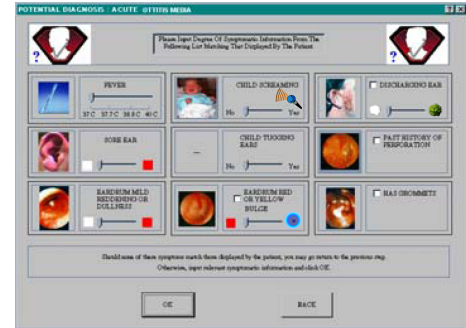 POTENTIAL DIAGNOSIS : ACUTE OTTITIS MEDIA
Please Input Degree Of Symptomatic Information From The
Following List Matching That Displayed By The Patient.
?
?
FEVER
37 C 37.7 C 38.8 C 40 C
CHILD SCREAMING
No Yes
DISCHARGING EAR
SORE EAR
CHILD TUGGING
EARS
No Yes
PAST HISTORY OF
PERFORATION
EARDRUM MILD
REDDENING OR
DULLNESS
EARDRUM RED
OR YELLOW
BULGE
HAS GROMMETS
Should none of these symptoms match those displayed by the patient, you may go return to the previous step.
Otherwise, input relevant symptomatic information and click OK.
OK
BACK